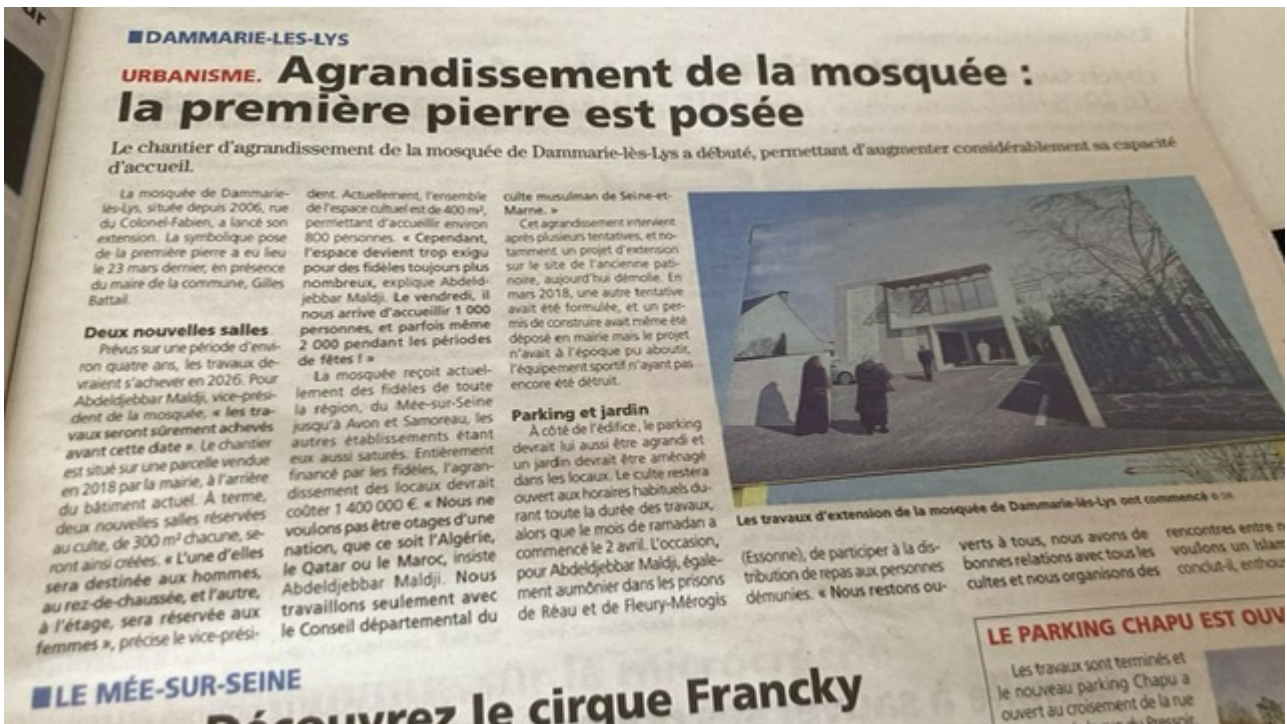 ■DAMMARIE-LES-LYS
URBANISME. Agrandissement de la mosquée :
la première pierre est posée
Le chantier d'agrandissement de la mosquée de Dammarie-lès-Lys a débuté, permettant d'augmenter considérablement sa capacité
d'accueil.
La mosquée de Dammarie-
lès-Lys, située depuis 2006, rue
du Colonel-Fabien, a lancé son
extension. La symbolique pose
de la première pierre a eu lieu
le 23 mars dernier, en présence
du maire de la commune, Gilles
Battail.
Deux nouvelles salles
Prévus sur une période d'envi-
ron quatre ans, les travaux de-
vraient s'achever en 2026. Pour
Abdeldjebbar Maldji, vice-prési-
dent de la mosquée, « les tra-
vaux seront sûrement achevés
avant cette date ». Le chantier
est situé sur une parcelle vendue
en 2018 par la mairie, à l'arrière
du bâtiment actuel. À terme,
deux nouvelles salles réservées
au culte, de 300 m² chacune, se-
ront ainsi créées. « L'une d'elles
sera destinée aux hommes,
au rez-de-chaussée, et l'autre,
à l'étage, sera réservée aux
femmes », précise le vice-prési-
dent. Actuellement, l'ensemble
de l'espace cultuel est de 400 m²,
permettant d'accueillir environ
800 personnes. « Cependant,
l'espace devient trop exigu
pour des fidèles toujours plus
nombreux, explique Abdeld-
jebbar Maldji. Le vendredi, il
nous arrive d'accueillir 1 000
personnes, et parfois même
2 000 pendant les périodes
de fêtes ! »
La mosquée reçoit actuel-
lement des fidèles de toute
la région, du Mée-sur-Seine
jusqu'à Avon et Samoreau, les
autres établissements étant
eux aussi saturés. Entièrement
financé par les fidèles, l'agran-
dissement des locaux devrait
coûter 1 400 000 €. « Nous ne
voulons pas être otages d'une
nation, que ce soit l'Algérie,
le Qatar ou le Maroc, insiste
Abdeldjebbar Maldji. Nous
travaillons seulement avec
le Conseil départemental du
culte musulman de Seine-et-
Marne. »
Cet agrandissement intervient
après plusieurs tentatives, et no-
tamment un projet d'extension
sur le site de l'ancienne pati-
noire, aujourd'hui démolie. En
mars 2018, une autre tentative
avait été formulée, et un per-
mis de construire avait même été
déposé en mairie mais le projet
n'avait à l'époque pu aboutir,
l'équipement sportif n'ayant pas
encore été détruit.
Parking et jardin
À côté de l'édifice, le parking
devrait lui aussi être agrandi et
un jardin devrait être aménagé
dans les locaux. Le culte restera
ouvert aux horaires habituels du-
rant toute la durée des travaux,
alors que le mois de ramadan a
commencé le 2 avril. L'occasion,
pour Abdeldjebbar Maldji, égale-
ment aumônier dans les prisons
de Réau et de Fleury-Mérogis
Les travaux d'extension de la mosquée de Dammarie-lès-Lys ont commencé
(Essonne), de participer à la dis-
tribution de repas aux personnes
démunies. « Nous restons ou-
verts à tous, nous avons de
bonnes relations avec tous les
cultes et nous organisons des
rencontres entre
voulons un Islam
conclut-il,
■LE MÉE-SUR-SEINE
Découvrez le cirque Francky
LE PARKING CHAPU EST OUV
Les travaux sont terminés et
le nouveau parking Chapu a
ouvert au croisement de la rue